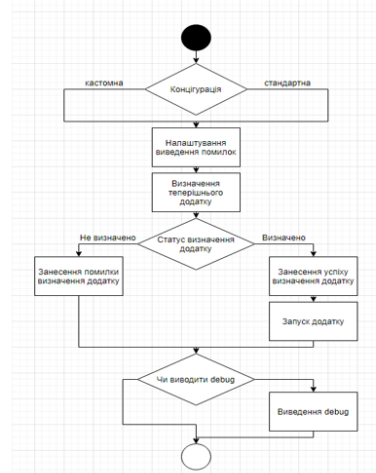 кастомна
Концігурація
стандартна
Налаштування
виведення помилок
Визначення
теперішнього
додатку
Не визначено
Статус визначення
додатку
Визначено
Занесення помилки
визначення додатку
Занесення успіху
визначення додатку
Запуск додатку
Чи виводити debug
Виведення debug